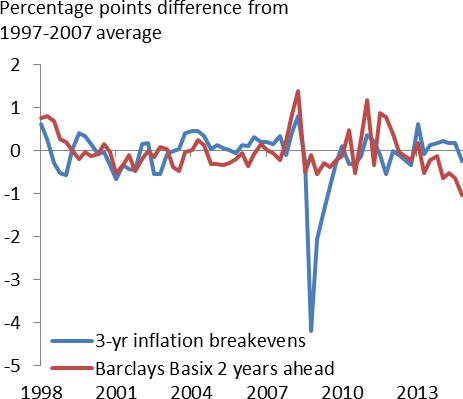 Percentage points difference from
1997-2007 average
2
1
0
-1
-2
-3
-4
-5
3-yr inflation breakevens
Barclays Basix 2 years ahead
1998 2001 2004 2007 2010 2013